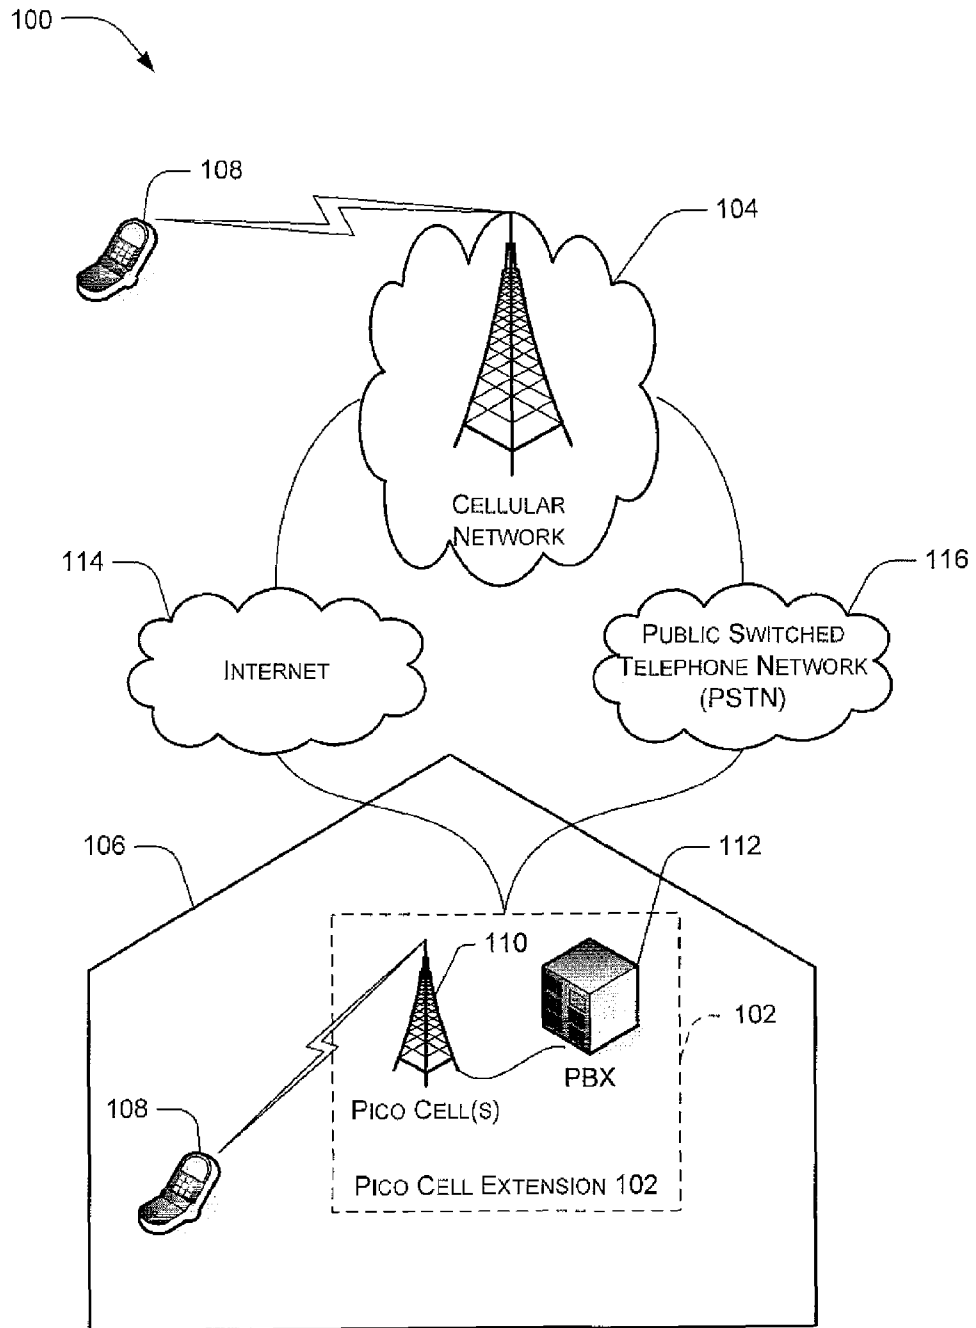 100
108
104
CELLULAR
NETWORK
114
116
INTERNET
PUBLIC SWITCHED
TELEPHONE NETWORK
(PSTN)
106
112
110
102
PBX
PICO CELL(S)
108
PICO CELL EXTENSION 102